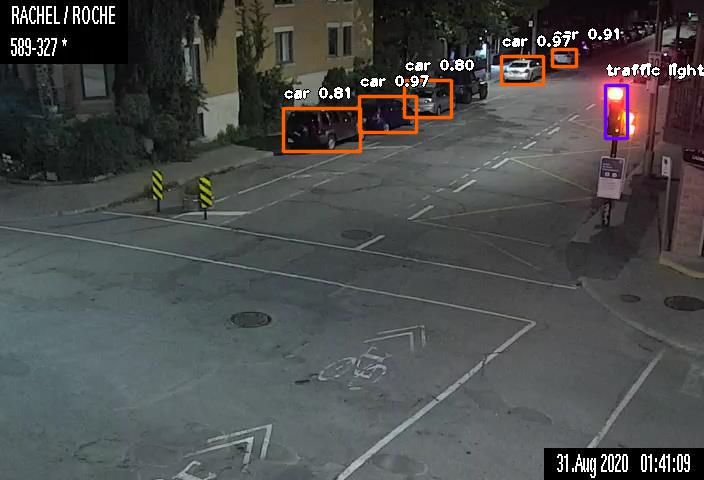 RACHEL / ROCHE
589-327 *
car 0.91
car 0.97
car 0.80
traffic light
car 0.97
car 0.81
31.Aug 2020 01:41:09